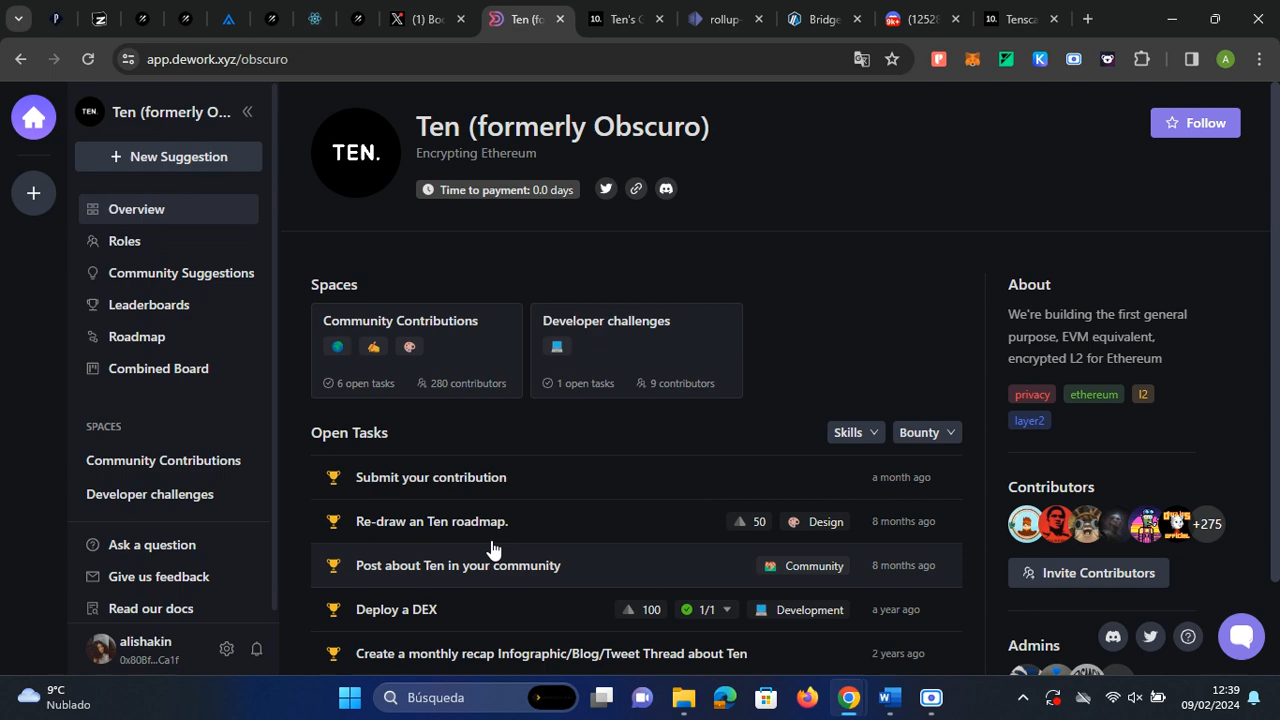 (1) Boo
Ten (fo
Ten's G
rollup-
Bridge
(12528
Tensca
app.dework.xyz/obscuro
TEN. Ten (formerly O...
New Suggestion
Overview
Roles
Community Suggestions
Leaderboards
Roadmap
Combined Board
SPACES
Community Contributions
Developer challenges
Ask a question
Give us feedback
Read our docs
alishakin
0x80Bf...Ca1f
TEN.
Ten (formerly Obscuro)
Encrypting Ethereum
Time to payment: 0.0 days
Follow
Spaces
Community Contributions
6 open tasks 280 contributors
Developer challenges
1 open tasks 9 contributors
Open Tasks
Skills Bounty
Submit your contribution a month ago
Re-draw an Ten roadmap. 50 Design 8 months ago
Post about Ten in your community Community 8 months ago
Deploy a DEX 100 1/1 Development a year ago
Create a monthly recap Infographic/Blog/Tweet Thread about Ten 2 years ago
About
We're building the first general
purpose, EVM equivalent,
encrypted L2 for Ethereum
privacy ethereum l2
layer2
Contributors
+275
Invite Contributors
Admins
9°C
Nublado
Búsqueda
12:39
09/02/2024